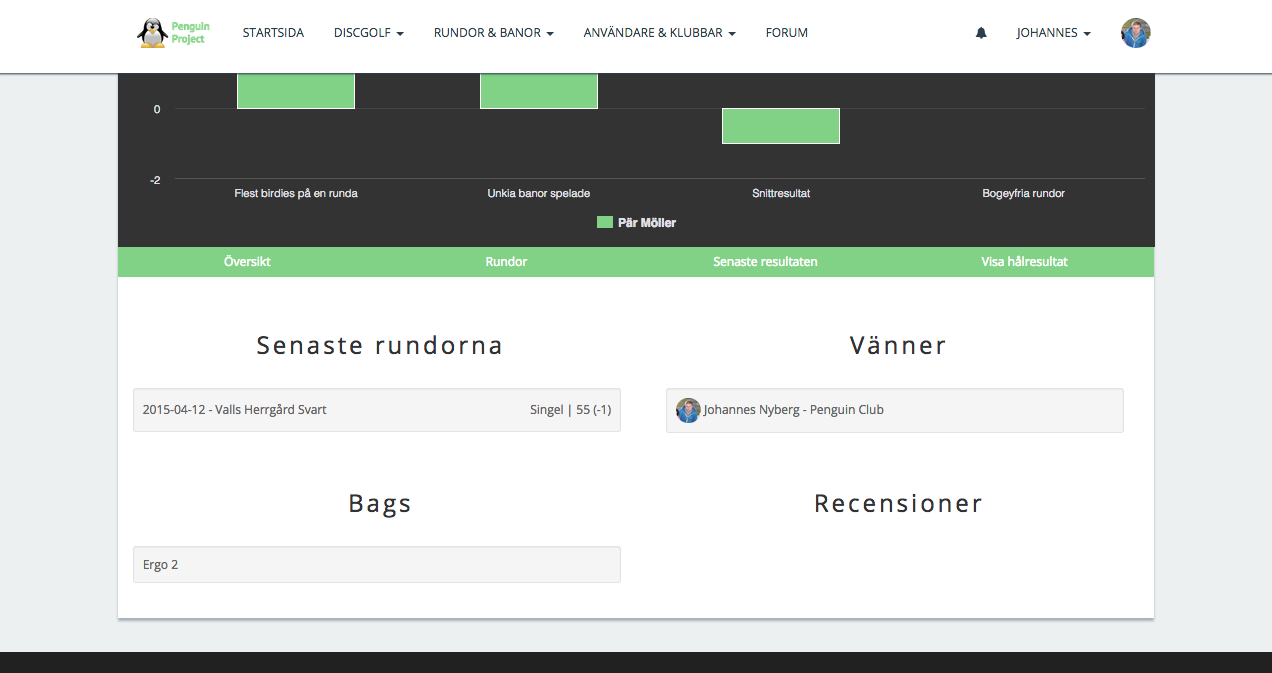 Penguin
Project
STARTSIDA
DISCGOLF
RUNDOR & BANOR
ANVÄNDARE & KLUBBAR
FORUM
JOHANNES
0
-2
Flest birdies på en runda
Unkia banor spelade
Snittresultat
Bogeyfria rundor
Pär Möller
Översikt
Rundor
Senaste resultaten
Visa hålresultat
Senaste rundorna
2015-04-12 - Valls Herrgård Svart
Singel | 55 (-1)
Vänner
Johannes Nyberg - Penguin Club
Bags
Ergo 2
Recensioner